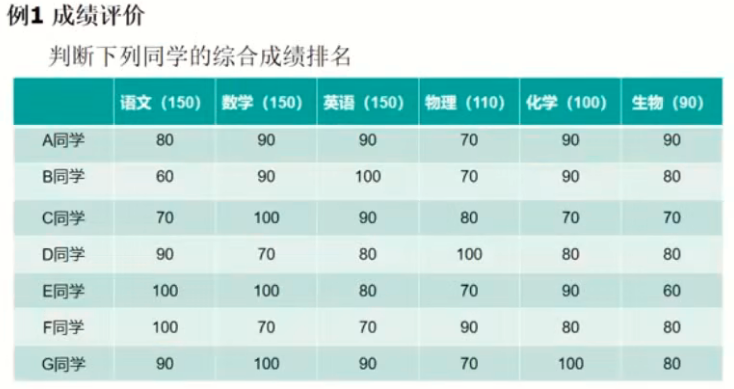 例1 成绩评价
判断下列同学的综合成绩排名
语文（150） 数学（150） 英语（150） 物理（110） 化学（100） 生物（90）
A同学 80 90 90 70 90 90
B同学 60 90 100 70 90 80
C同学 70 100 90 80 70 70
D同学 90 70 80 100 80 80
E同学 100 100 80 70 90 60
F同学 100 70 70 90 80 80
G同学 90 100 90 70 100 80